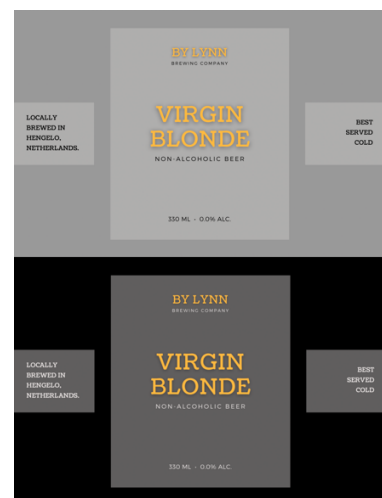 BY LYNN
BREWING COMPANY
VIRGIN
BLONDE
NON-ALCOHOLIC BEER
330 ML - 0.0% ALC.
LOCALLY
BREWED IN
HENGELO,
NETHERLANDS.
BEST
SERVED
COLD
BY LYNN
BREWING COMPANY
VIRGIN
BLONDE
NON-ALCOHOLIC BEER
330 ML - 0.0% ALC.
LOCALLY
BREWED IN
HENGELO,
NETHERLANDS.
BEST
SERVED
COLD